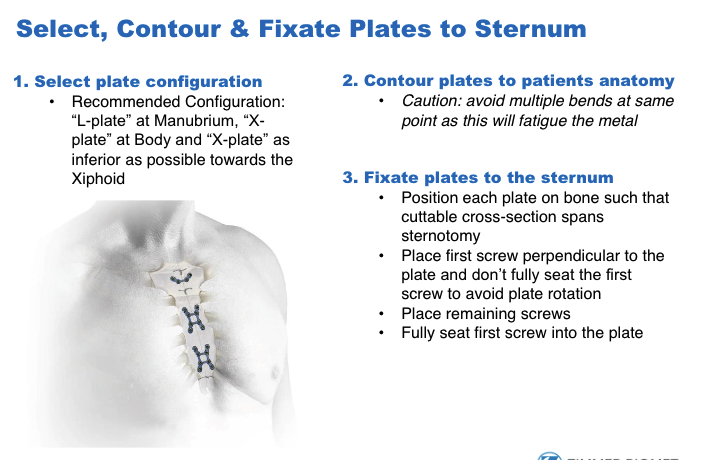 Select, Contour & Fixate Plates to Sternum
1. Select plate configuration
• Recommended Configuration:
“L-plate” at Manubrium, “X-
plate” at Body and “X-plate” as
inferior as possible towards the
Xiphoid
2. Contour plates to patients anatomy
• Caution: avoid multiple bends at same
point as this will fatigue the metal
3. Fixate plates to the sternum
• Position each plate on bone such that
cuttable cross-section spans
sternotomy
• Place first screw perpendicular to the
plate and don’t fully seat the first
screw to avoid plate rotation
• Place remaining screws
• Fully seat first screw into the plate